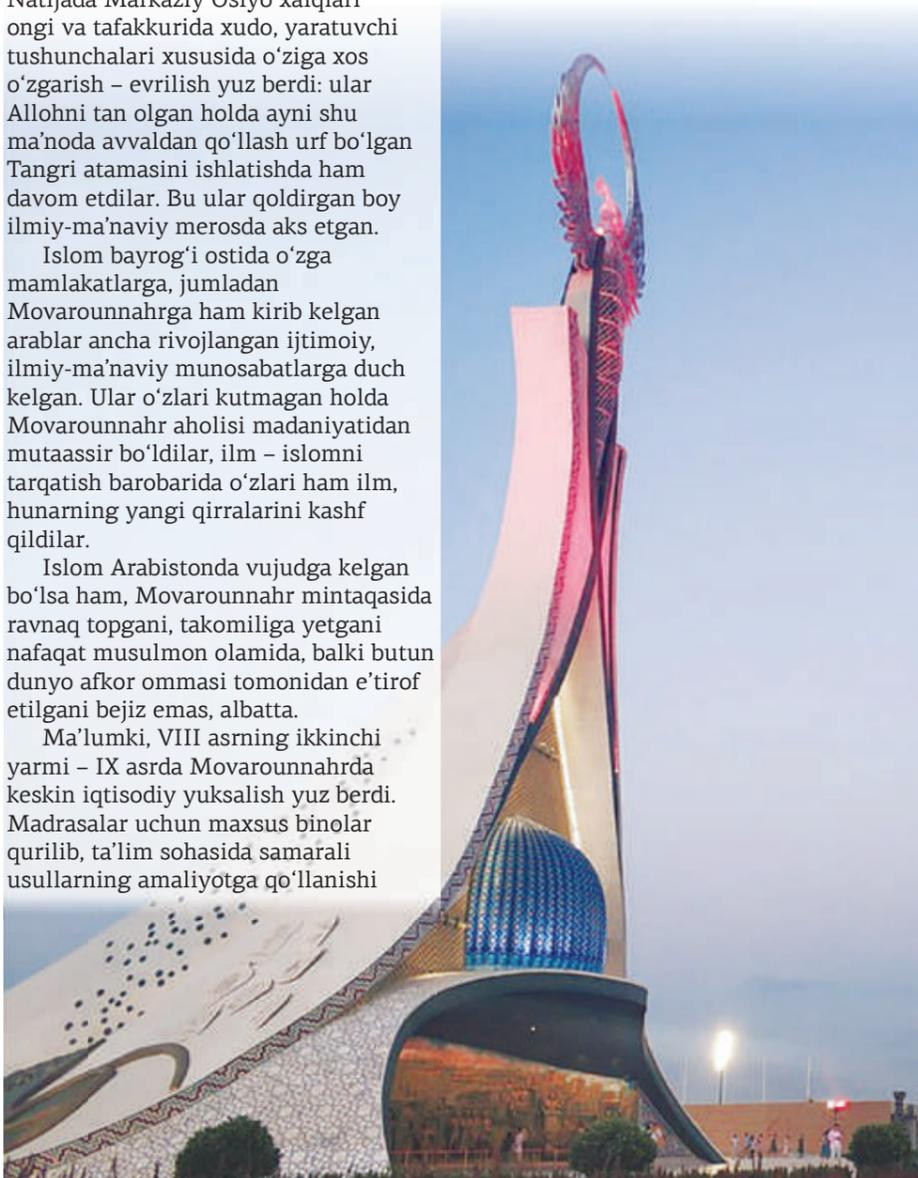 Natijada Markaziy Osiyo xalqlari
ongi va tafakkurida xudo, yaratuvchi
tushunchalari xususida o‘ziga xos
o‘zgarish – evrilish yuz berdi: ular
Allohni tan olgan holda ayni shu
ma’noda avvaldan qo‘llash urf bo‘lgan
Tangri atamasini ishlatishda ham
davom etdilar. Bu ular qoldirgan boy
ilmiy-ma’naviy merosda aks etgan.
Islom bayrog‘i ostida o‘zga
mamlakatlarga, jumladan
Movarounnahrga ham kirib kelgan
arablar ancha rivojlangan ijtimoiy,
ilmiy-ma’naviy munosabatlarga duch
kelgan. Ular o‘zlari kutmagan holda
Movarounnahr aholisi madaniyatidan
mutaassir bo‘ldilar, ilm – islomni
tarqatish barobarida o‘zlari ham ilm,
hunarning yangi qirralarini kashf
qildilar.
Islom Arabistonda vujudga kelgan
bo‘lsa ham, Movarounnahr mintaqasida
ravnaq topgani, takomiliga yetgani
nafaqat musulmon olamida, balki butun
dunyo afkor ommasi tomonidan e’tirof
etilgani bejiz emas, albatta.
Ma’lumki, VIII asrning ikkinchi
yarmi – IX asrda Movarounnahrda
keskin iqtisodiy yuksalish yuz berdi.
Madrasalar uchun maxsus binolar
qurilib, ta’lim sohasida samarali
usullarning amaliyotga qo‘llanishi